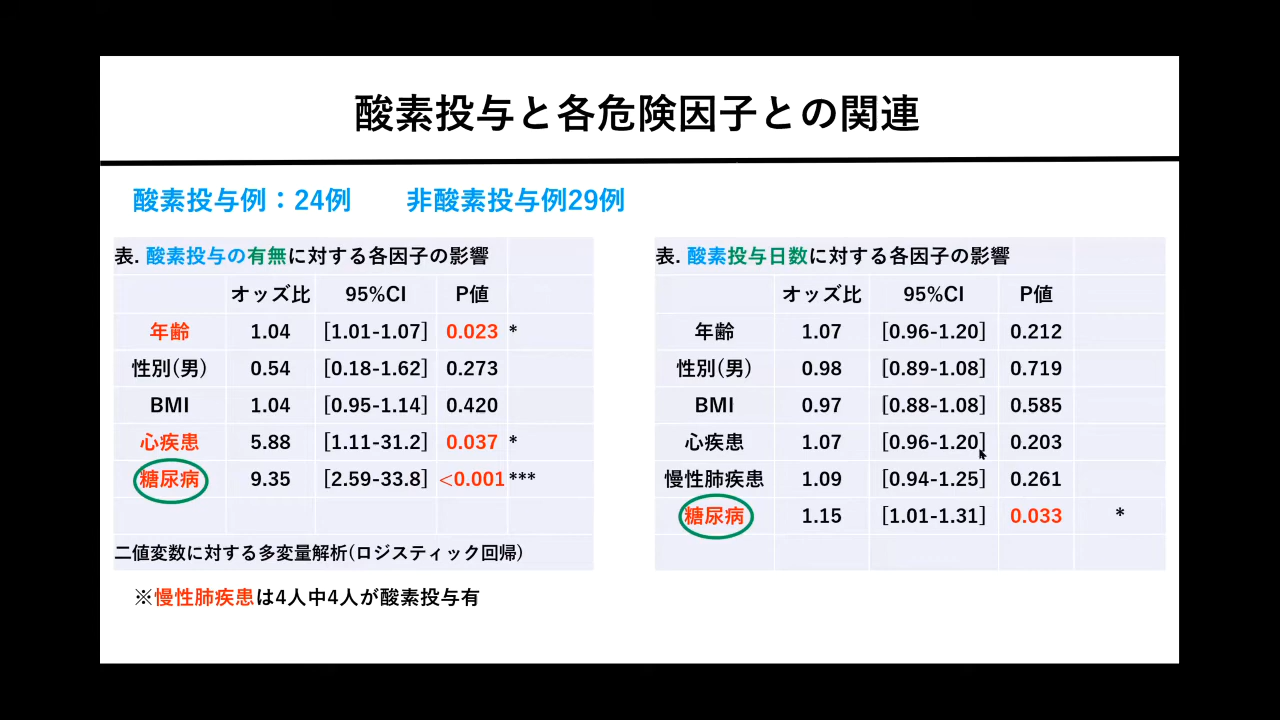 酸素投与と各危険因子との関連
酸素投与例：24例 非酸素投与例29例
表. 酸素投与の有無に対する各因子の影響
オッズ比 95%CI P値
年齢 1.04 [1.01-1.07] 0.023 *
性別(男) 0.54 [0.18-1.62] 0.273
BMI 1.04 [0.95-1.14] 0.420
心疾患 5.88 [1.11-31.2] 0.037 *
糖尿病 9.35 [2.59-33.8] <0.001 ***
二値変数に対する多変量解析(ロジスティック回帰)
※慢性肺疾患は4人中4人が酸素投与有
表. 酸素投与日数に対する各因子の影響
オッズ比 95%CI P値
年齢 1.07 [0.96-1.20] 0.212
性別(男) 0.98 [0.89-1.08] 0.719
BMI 0.97 [0.88-1.08] 0.585
心疾患 1.07 [0.96-1.20] 0.203
慢性肺疾患 1.09 [0.94-1.25] 0.261
糖尿病 1.15 [1.01-1.31] 0.033 *